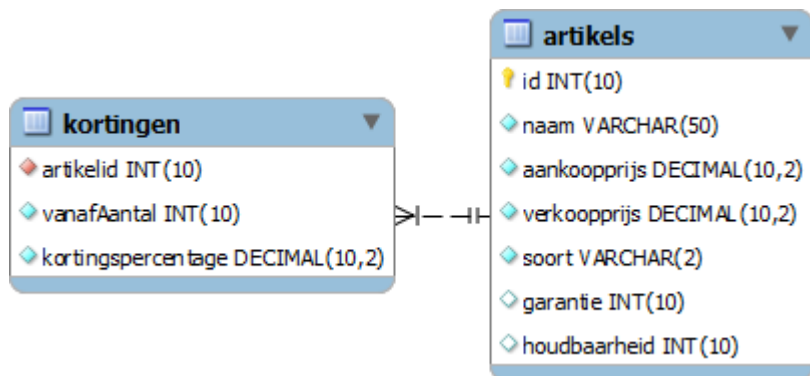 kortingen
artikelid INT(10)
vanafAantal INT(10)
kortingspercentage DECIMAL(10,2)
artikels
id INT(10)
naam VARCHAR(50)
aankoopprijs DECIMAL(10,2)
verkoopprijs DECIMAL(10,2)
soort VARCHAR(2)
garantie INT(10)
houdbaarheid INT(10)